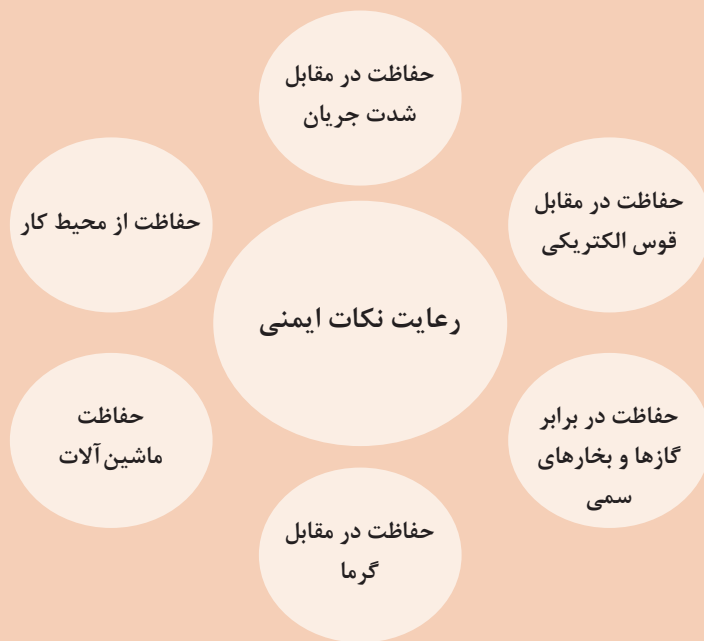 حفاظت در مقابل
شدت جریان
حفاظت در مقابل
قوس الکتریکی
حفاظت از محیط کار
رعایت نکات ایمنی
حفاظت در برابر
گازها و بخارهای
سمی
حفاظت
ماشین‌آلات
حفاظت در مقابل
گرما